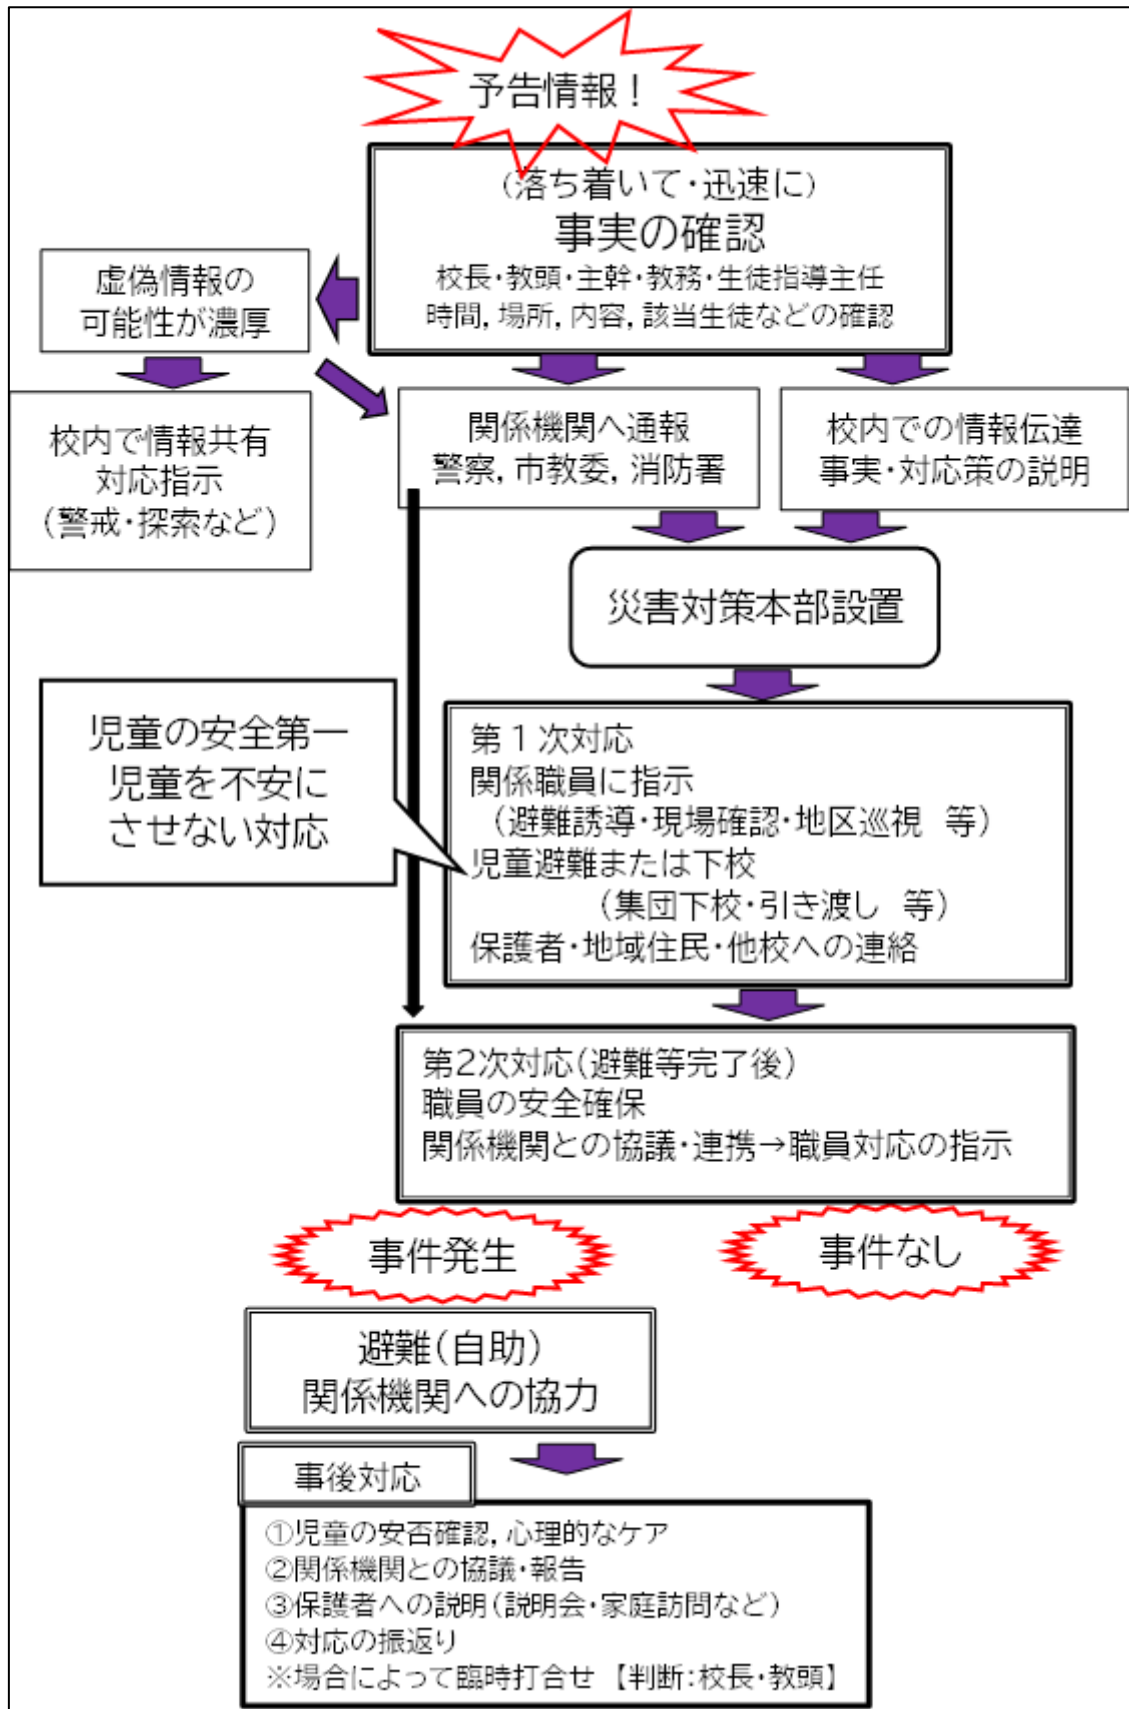 予告情報！
（落ち着いて・迅速に）
事実の確認
校長・教頭・主幹・教務・生徒指導主任
時間，場所，内容，該当生徒などの確認
虚偽情報の
可能性が濃厚
校内で情報共有
対応指示
（警戒・探索など）
関係機関へ通報
警察，市教委，消防署
校内での情報伝達
事実・対応策の説明
災害対策本部設置
児童の安全第一
児童を不安に
させない対応
第１次対応
関係職員に指示
（避難誘導・現場確認・地区巡視　等）
児童避難または下校
（集団下校・引き渡し　等）
保護者・地域住民・他校への連絡
第２次対応（避難等完了後）
職員の安全確保
関係機関との協議・連携→職員対応の指示
事件発生
事件なし
避難（自助）
関係機関への協力
事後対応
①児童の安否確認，心理的なケア
②関係機関との協議・報告
③保護者への説明（説明会・家庭訪問など）
④対応の振返り
※場合によって臨時打合せ　【判断：校長・教頭】